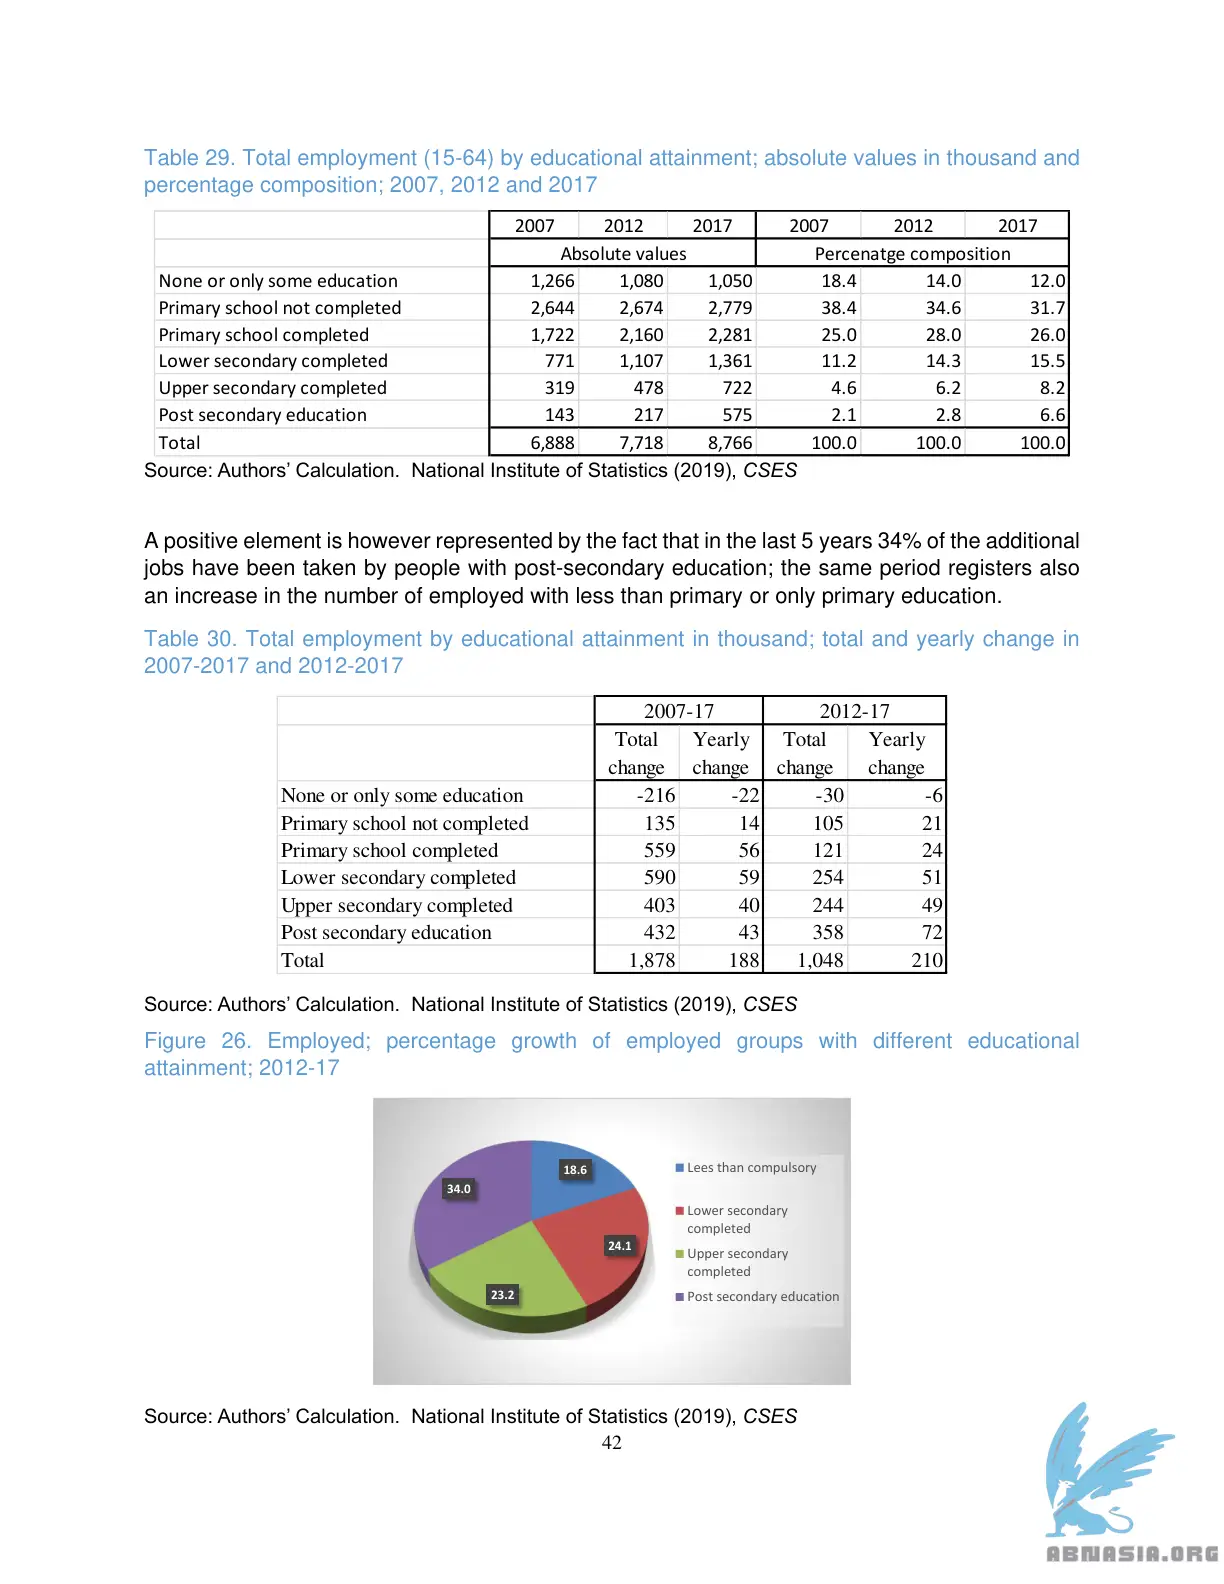 Table 29. Total employment (15-64) by educational attainment; absolute values in thousand and
percentage composition; 2007, 2012 and 2017
2007 2012 2017 2007 2012 2017
Absolute values Percenatge composition
None or only some education 1,266 1,080 1,050 18.4 14.0 12.0
Primary school not completed 2,644 2,674 2,779 38.4 34.6 31.7
Primary school completed 1,722 2,160 2,281 25.0 28.0 26.0
Lower secondary completed 771 1,107 1,361 11.2 14.3 15.5
Upper secondary completed 319 478 722 4.6 6.2 8.2
Post secondary education 143 217 575 2.1 2.8 6.6
Total 6,888 7,718 8,766 100.0 100.0 100.0
Source: Authors’ Calculation. National Institute of Statistics (2019), CSES
A positive element is however represented by the fact that in the last 5 years 34% of the additional
jobs have been taken by people with post-secondary education; the same period registers also
an increase in the number of employed with less than primary or only primary education.
Table 30. Total employment by educational attainment in thousand; total and yearly change in
2007-2017 and 2012-2017
2007-17 2012-17
Total Yearly Total Yearly
change change change change
None or only some education -216 -22 -30 -6
Primary school not completed 135 14 105 21
Primary school completed 559 56 121 24
Lower secondary completed 590 59 254 51
Upper secondary completed 403 40 244 49
Post secondary education 432 43 358 72
Total 1,878 188 1,048 210
Source: Authors’ Calculation. National Institute of Statistics (2019), CSES
Figure 26. Employed; percentage growth of employed groups with different educational
attainment; 2012-17
18.6
34.0
24.1
23.2
Lees than compulsory
Lower secondary
completed
Upper secondary
completed
Post secondary education
Source: Authors’ Calculation. National Institute of Statistics (2019), CSES
42
ABNASIA.ORG